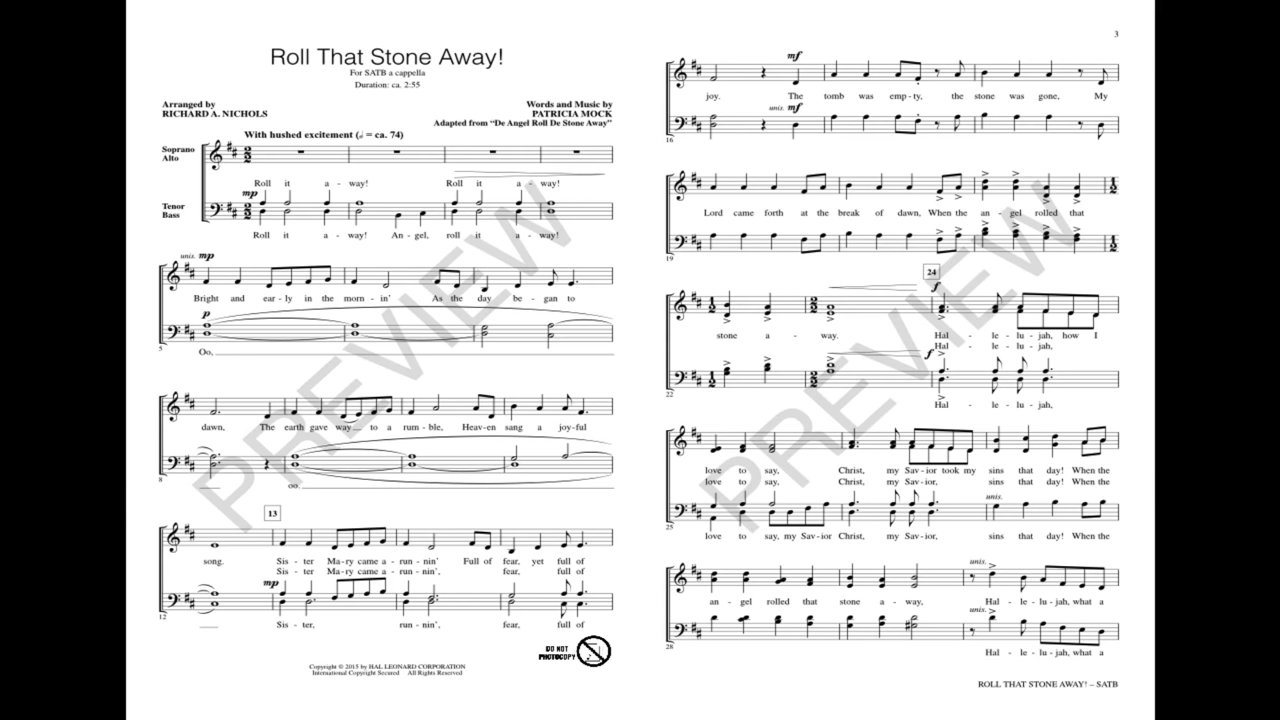 Roll That Stone Away!
For SATB a cappella
Duration: ca. 2:55
Arranged by
RICHARD A. NICHOLS
Words and Music by
PATRICIA MOCK
Adapted from “De Angel Roll De Stone Away”
With hushed excitement (𝅗𝅥 = ca. 74)
Soprano
Alto
Roll it a - way! Roll it a - way!
mp
Tenor
Bass
Roll it a - way! An - gel, roll it a - way!
unis. mp
Bright and ear - ly in the morn - in’ As the day be - gan to
p
Oo,
5
dawn, The earth gave way to a rum - ble, Heav - en sang a joy - ful
8
oo
13
song. Sis - ter Ma - ry came a - run - nin’ Full of fear, yet full of
Sis - ter Ma - ry came a - run - nin’, fear, full of
mp
12
Sis - ter, run - nin’, fear, full of
DO NOT
PHOTOCOPY
Copyright © 2015 by HAL LEONARD CORPORATION
International Copyright Secured All Rights Reserved
PREVIEW
3
mf
joy. The tomb was emp - ty, the stone was gone, My
unis. mf
16
Lord came forth at the break of dawn, When the an - gel rolled that
19
24
f
stone a - way. Hal - le - lu - jah, how I
Hal - le - lu - jah,
f
22
Hal - le - lu - jah,
love to say, Christ, my Sav - ior took my sins that day! When the
love to say, Christ, my Sav - ior, sins that day! When the
unis.
25
love to say, my Sav - ior Christ, my Sav - ior, sins that day! When the
unis.
an - gel rolled that stone a - way, Hal - le - lu - jah, what a
unis.
28
Hal - le - lu - jah, what a
ROLL THAT STONE AWAY! – SATB
PREVIEW